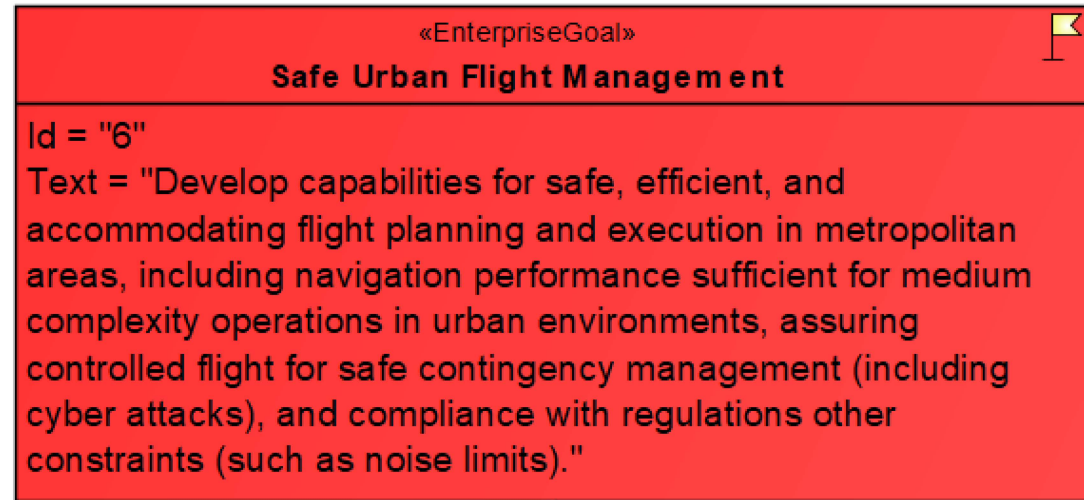 «EnterpriseGoal»
Safe Urban Flight Management
Id = "6"
Text = "Develop capabilities for safe, efficient, and
accommodating flight planning and execution in metropolitan
areas, including navigation performance sufficient for medium
complexity operations in urban environments, assuring
controlled flight for safe contingency management (including
cyber attacks), and compliance with regulations other
constraints (such as noise limits)."